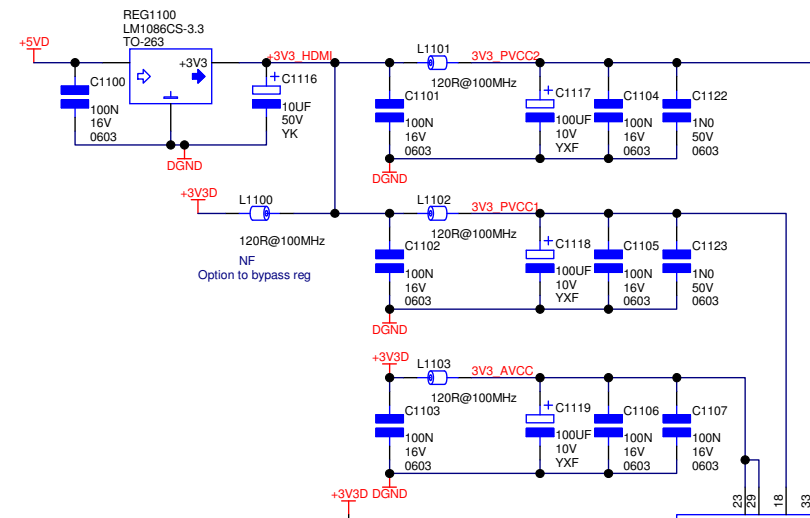 REG1100
LM1086CS-3.3
TO-263
+5VD
+3V3
+3V3_HDMI
C1100
100N
16V
0603
+
C1116
10UF
50V
YK
DGND
L1101
3V3_PVCC2
120R@100MHz
C1101
100N
16V
0603
DGND
+
C1117
100UF
10V
YXF
C1104
100N
16V
0603
C1122
1N0
50V
0603
+3V3D
L1100
120R@100MHz
NF
Option to bypass reg
L1102
3V3_PVCC1
120R@100MHz
C1102
100N
16V
0603
DGND
+
C1118
100UF
10V
YXF
C1105
100N
16V
0603
C1123
1N0
50V
0603
+3V3D
L1103
3V3_AVCC
120R@100MHz
C1103
100N
16V
0603
DGND
+
C1119
100UF
10V
YXF
C1106
100N
16V
0603
C1107
100N
16V
0603
+3V3D
23
29
18
33